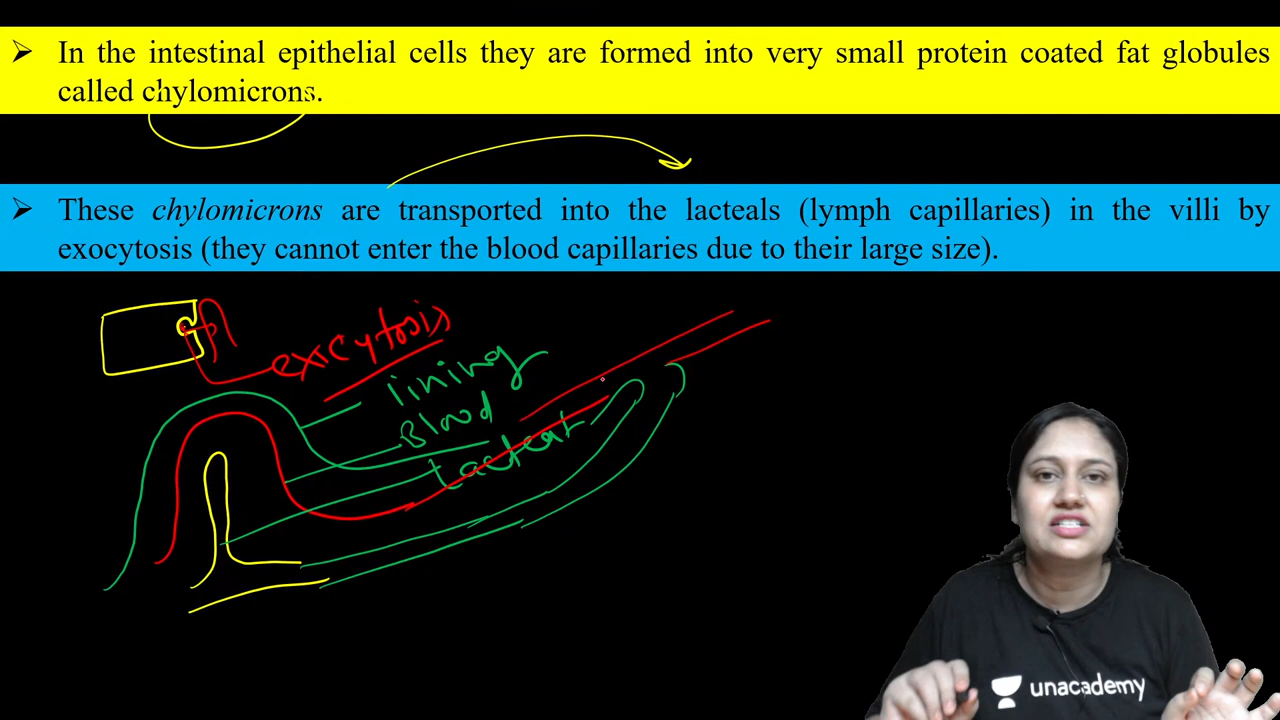 ➢ In the intestinal epithelial cells they are formed into very small protein coated fat globules
called chylomicrons.
➢ These chylomicrons are transported into the lacteals (lymph capillaries) in the villi by
exocytosis (they cannot enter the blood capillaries due to their large size).
exicytosis
lining
Blood
Lacteal
unacademy